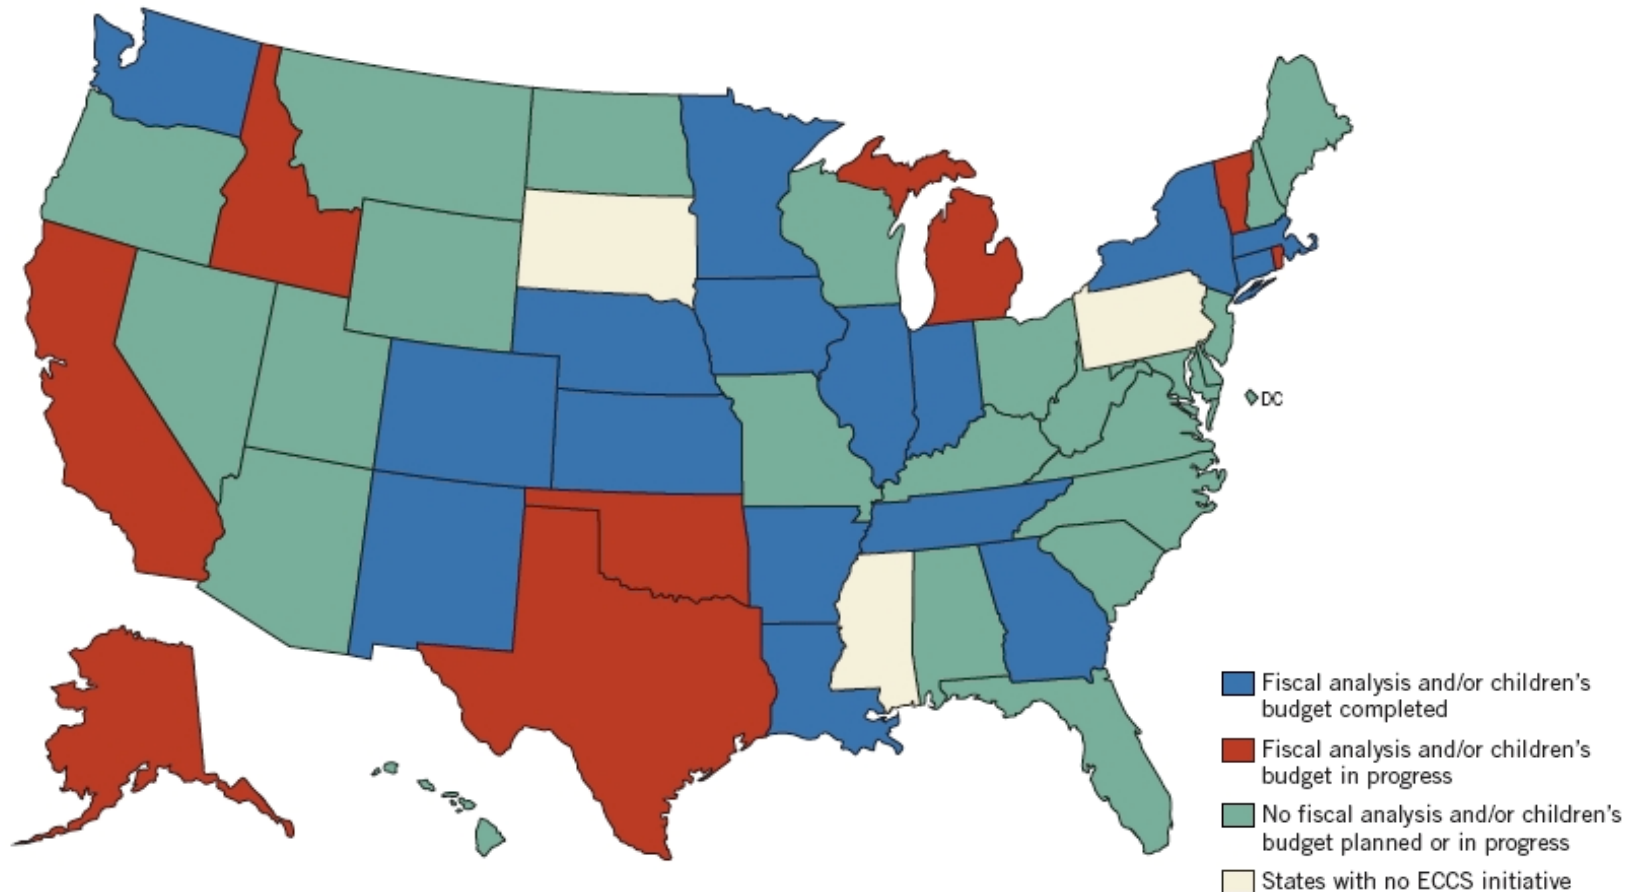 DC
Fiscal analysis and/or children's
budget completed
Fiscal analysis and/or children's
budget in progress
No fiscal analysis and/or children's
budget planned or in progress
States with no ECCS initiative